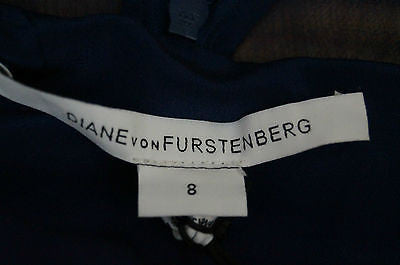 DIANE VON FURSTENBERG
8